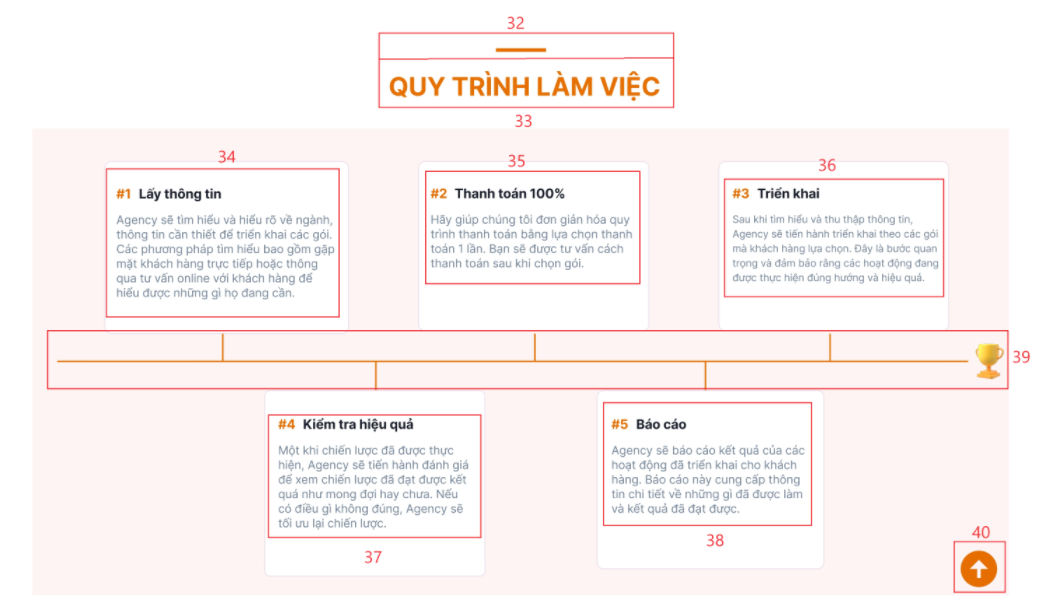 32
QUY TRÌNH LÀM VIỆC
33
34
#1 Lấy thông tin
Agency sẽ tìm hiểu và hiểu rõ về ngành,
thông tin cần thiết để triển khai các gói.
Các phương pháp tìm hiểu bao gồm gặp
mặt khách hàng trực tiếp hoặc thông
qua tư vấn online với khách hàng để
hiểu được những gì họ đang cần.
35
#2 Thanh toán 100%
Hãy giúp chúng tôi đơn giản hóa quy
trình thanh toán bằng lựa chọn thanh
toán 1 lần. Bạn sẽ được tư vấn cách
thanh toán sau khi chọn gói.
36
#3 Triển khai
Sau khi tìm hiểu và thu thập thông tin,
Agency sẽ tiến hành triển khai theo các gói
mà khách hàng lựa chọn. Đây là bước quan
trọng và đảm bảo rằng các hoạt động đang
được thực hiện đúng hướng và hiệu quả.
39
#4 Kiểm tra hiệu quả
Một khi chiến lược đã được thực
hiện, Agency sẽ tiến hành đánh giá
để xem chiến lược đã đạt được kết
quả như mong đợi hay chưa. Nếu
có điều gì không đúng, Agency sẽ
tối ưu lại chiến lược.
37
#5 Báo cáo
Agency sẽ báo cáo kết quả của các
hoạt động đã triển khai cho khách
hàng. Báo cáo này cung cấp thông
tin chi tiết về những gì đã được làm
và kết quả đã đạt được.
38
40